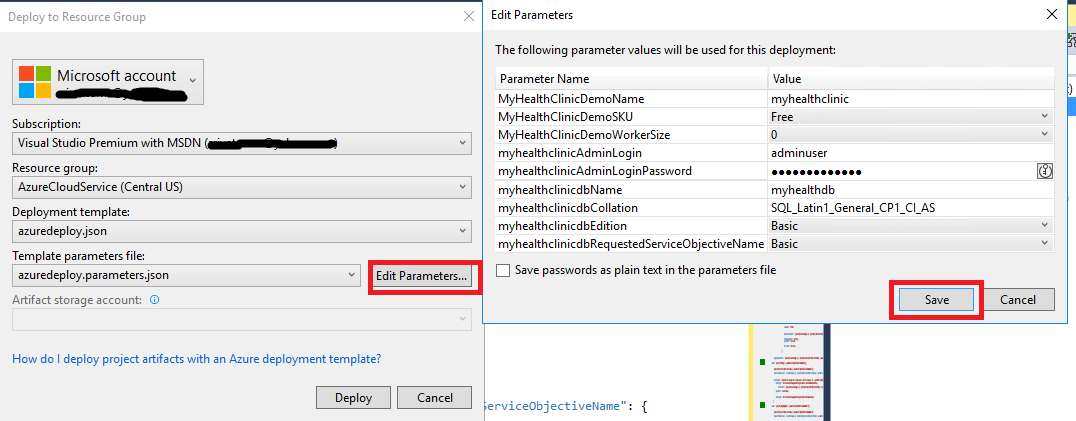 Deploy to Resource Group
Microsoft account
Subscription:
Visual Studio Premium with MSDN (
Resource group:
AzureCloudService (Central US)
Deployment template:
azuredeploy.json
Template parameters file:
azuredeploy.parameters.json
Edit Parameters...
Artifact storage account:
How do I deploy project artifacts with an Azure deployment template?
Deploy Cancel
Edit Parameters
The following parameter values will be used for this deployment:
Parameter Name Value
MyHealthClinicDemoName myhealthclinic
MyHealthClinicDemoSKU Free
MyHealthClinicDemoWorkerSize 0
myhealthclinicAdminLogin adminuser
myhealthclinicAdminLoginPassword ●●●●●●●●●●●●●
myhealthclinicdbName myhealthdb
myhealthclinicdbCollation SQL_Latin1_General_CP1_CI_AS
myhealthclinicdbEdition Basic
myhealthclinicdbRequestedServiceObjectiveName Basic
Save passwords as plain text in the parameters file
Save Cancel
ServiceObjectiveName": {